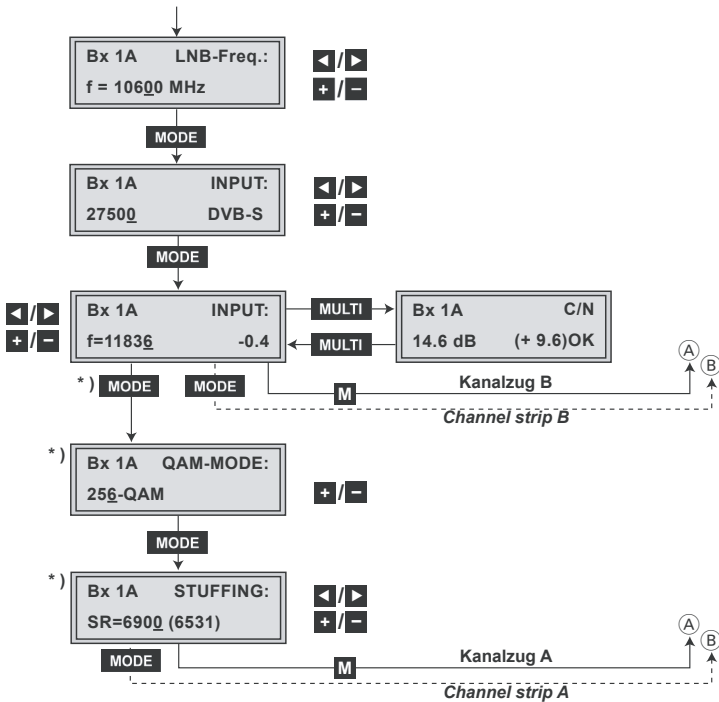 Bx 1A LNB-Freq.:
f = 10600 MHz
◄/►
+/−
MODE
Bx 1A INPUT:
27500 DVB-S
◄/►
+/−
MODE
◄/►
+/−
Bx 1A INPUT:
f=11836 -0.4
MULTI
MULTI
Bx 1A C/N
14.6 dB (+ 9.6)OK
*) MODE
MODE
M
Kanalzug B
Channel strip B
A
B
*)
Bx 1A QAM-MODE:
256-QAM
+/−
MODE
*)
Bx 1A STUFFING:
SR=6900 (6531)
◄/►
+/−
MODE
M
Kanalzug A
Channel strip A
A
B